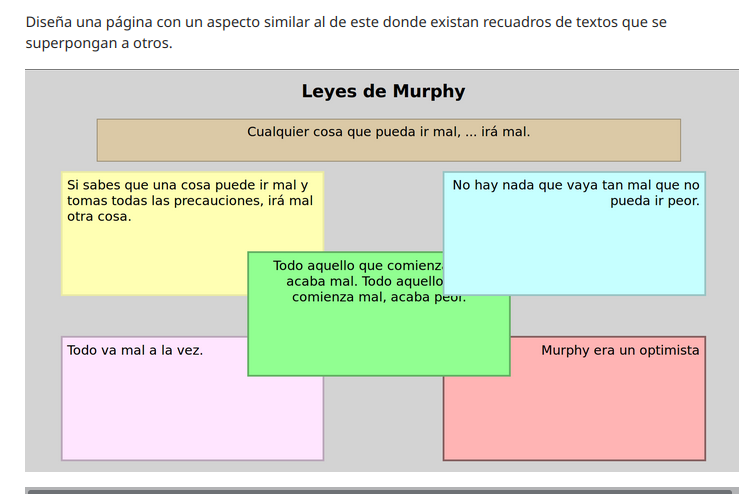 Diseña una página con un aspecto similar al de este donde existan recuadros de textos que se
superpongan a otros.
Leyes de Murphy
Cualquier cosa que pueda ir mal, ... irá mal.
Si sabes que una cosa puede ir mal y
tomas todas las precauciones, irá mal
otra cosa.
No hay nada que vaya tan mal que no
pueda ir peor.
Todo aquello que comienz
acaba mal. Todo aquello
comienza mal, acaba peor.
Todo va mal a la vez.
Murphy era un optimista